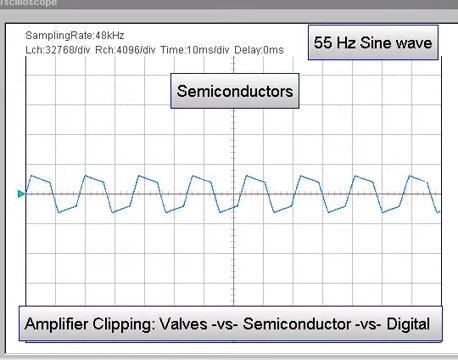 Oscilloscope
SamplingRate:48kHz
Lch:32768/div Rch:4096/div Time:10ms/div Delay:0ms
55 Hz Sine wave
Semiconductors
Amplifier Clipping: Valves -vs- Semiconductor -vs- Digital